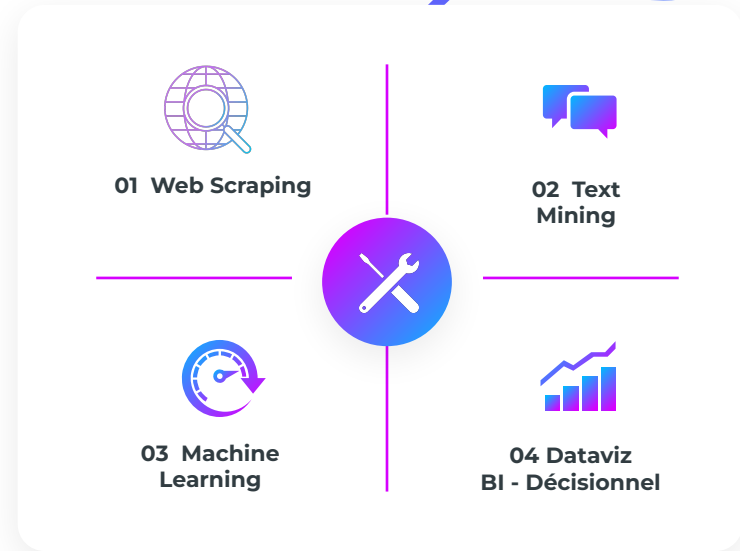 01 Web Scraping
02 Text
Mining
03 Machine
Learning
04 Dataviz
BI - Décisionnel